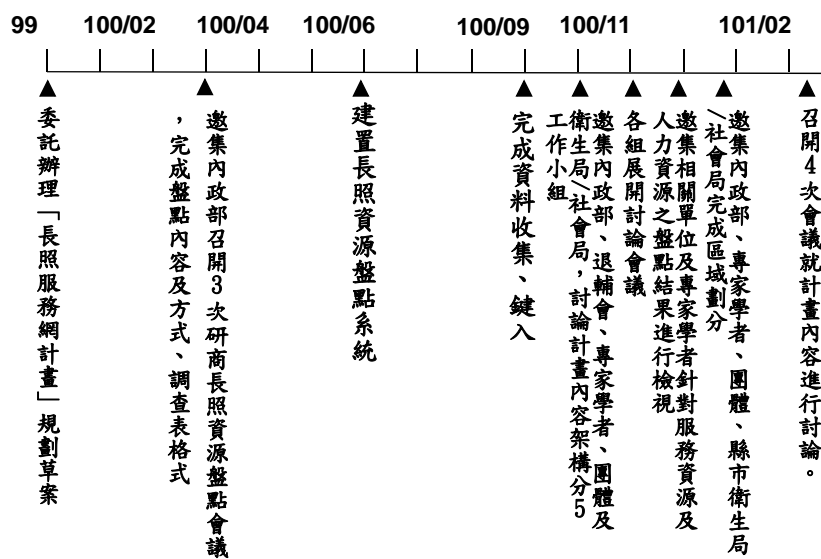 99
100/02
100/04
100/06
100/09
100/11
101/02
委託辦理「長照服務網計畫」規劃草案
邀集內政部召開3次研商長照資源盤點會議
，完成盤點內容及方式、調查表格式
建置長照資源盤點系統
完成資料收集、鍵入
邀集內政部、退輔會、專家學者、團體及
衛生局/社會局，討論計畫內容架構分5
工作小組
各組展開討論會議
邀集相關單位及專家學者針對服務資源及
人力資源之盤點結果進行檢視
邀集內政部、專家學者、團體、縣市衛生局
/社會局完成區域劃分
召開4次會議就計畫內容進行討論。